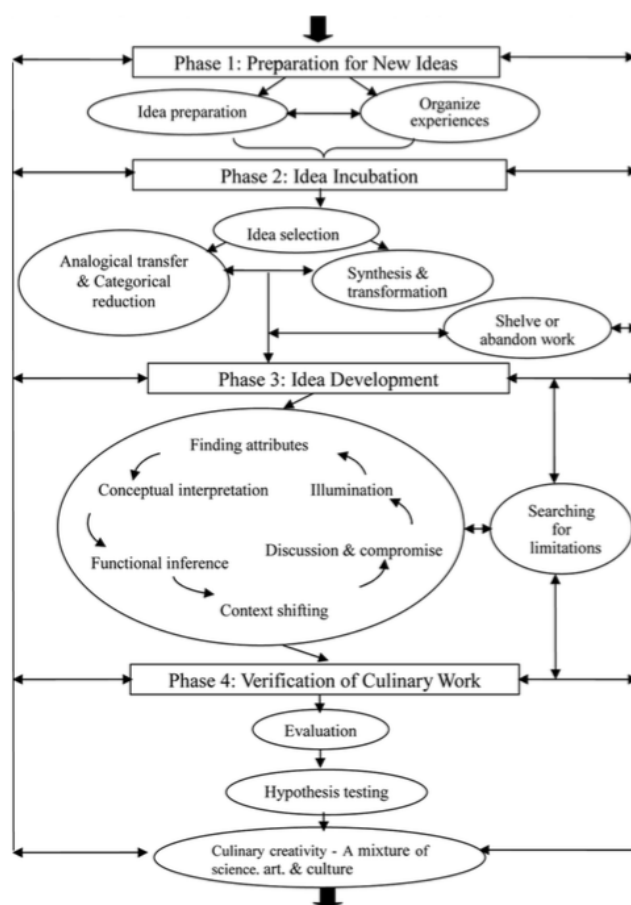 Phase 1: Preparation for New Ideas
Idea preparation
Organize
experiences
Phase 2: Idea Incubation
Idea selection
Analogical transfer
& Categorical
reduction
Synthesis &
transformation
Shelve or
abandon work
Phase 3: Idea Development
Finding attributes
Conceptual interpretation
Illumination
Functional inference
Discussion & compromise
Context shifting
Searching
for
limitations
Phase 4: Verification of Culinary Work
Evaluation
Hypothesis testing
Culinary creativity - A mixture of
science, art, & culture